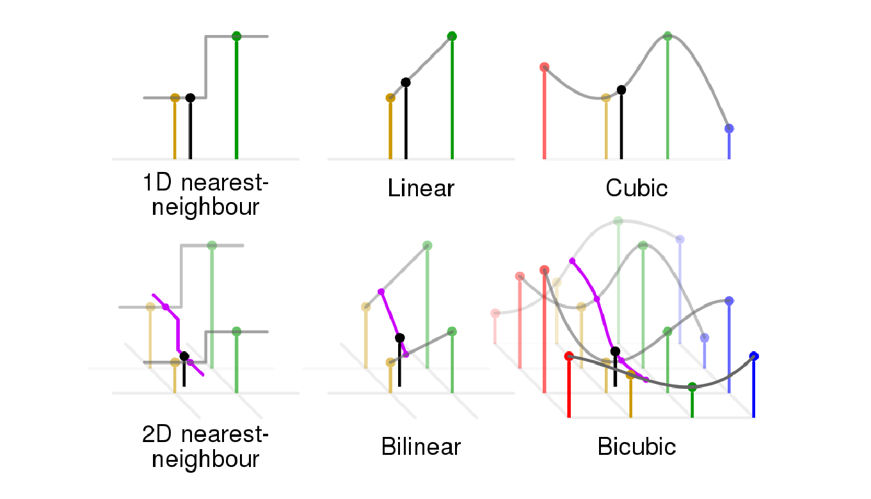 1D nearest-
neighbour
Linear
Cubic
2D nearest-
neighbour
Bilinear
Bicubic